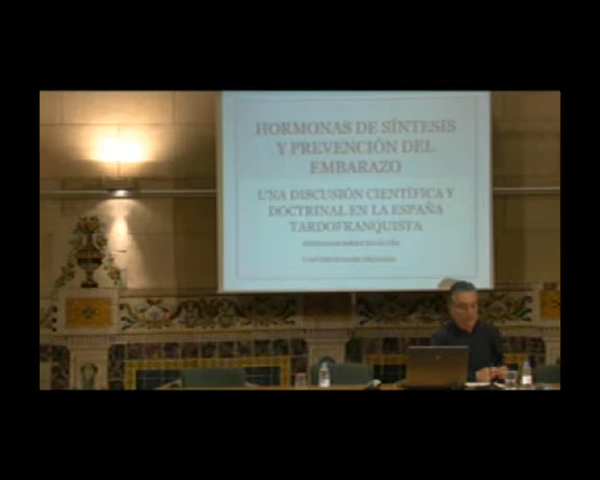 HORMONAS DE SÍNTESIS
Y PREVENCIÓN DEL
EMBARAZO
UNA DISCUSIÓN CIENTÍFICA Y
DOCTRINAL EN LA ESPAÑA
TARDOFRANQUISTA